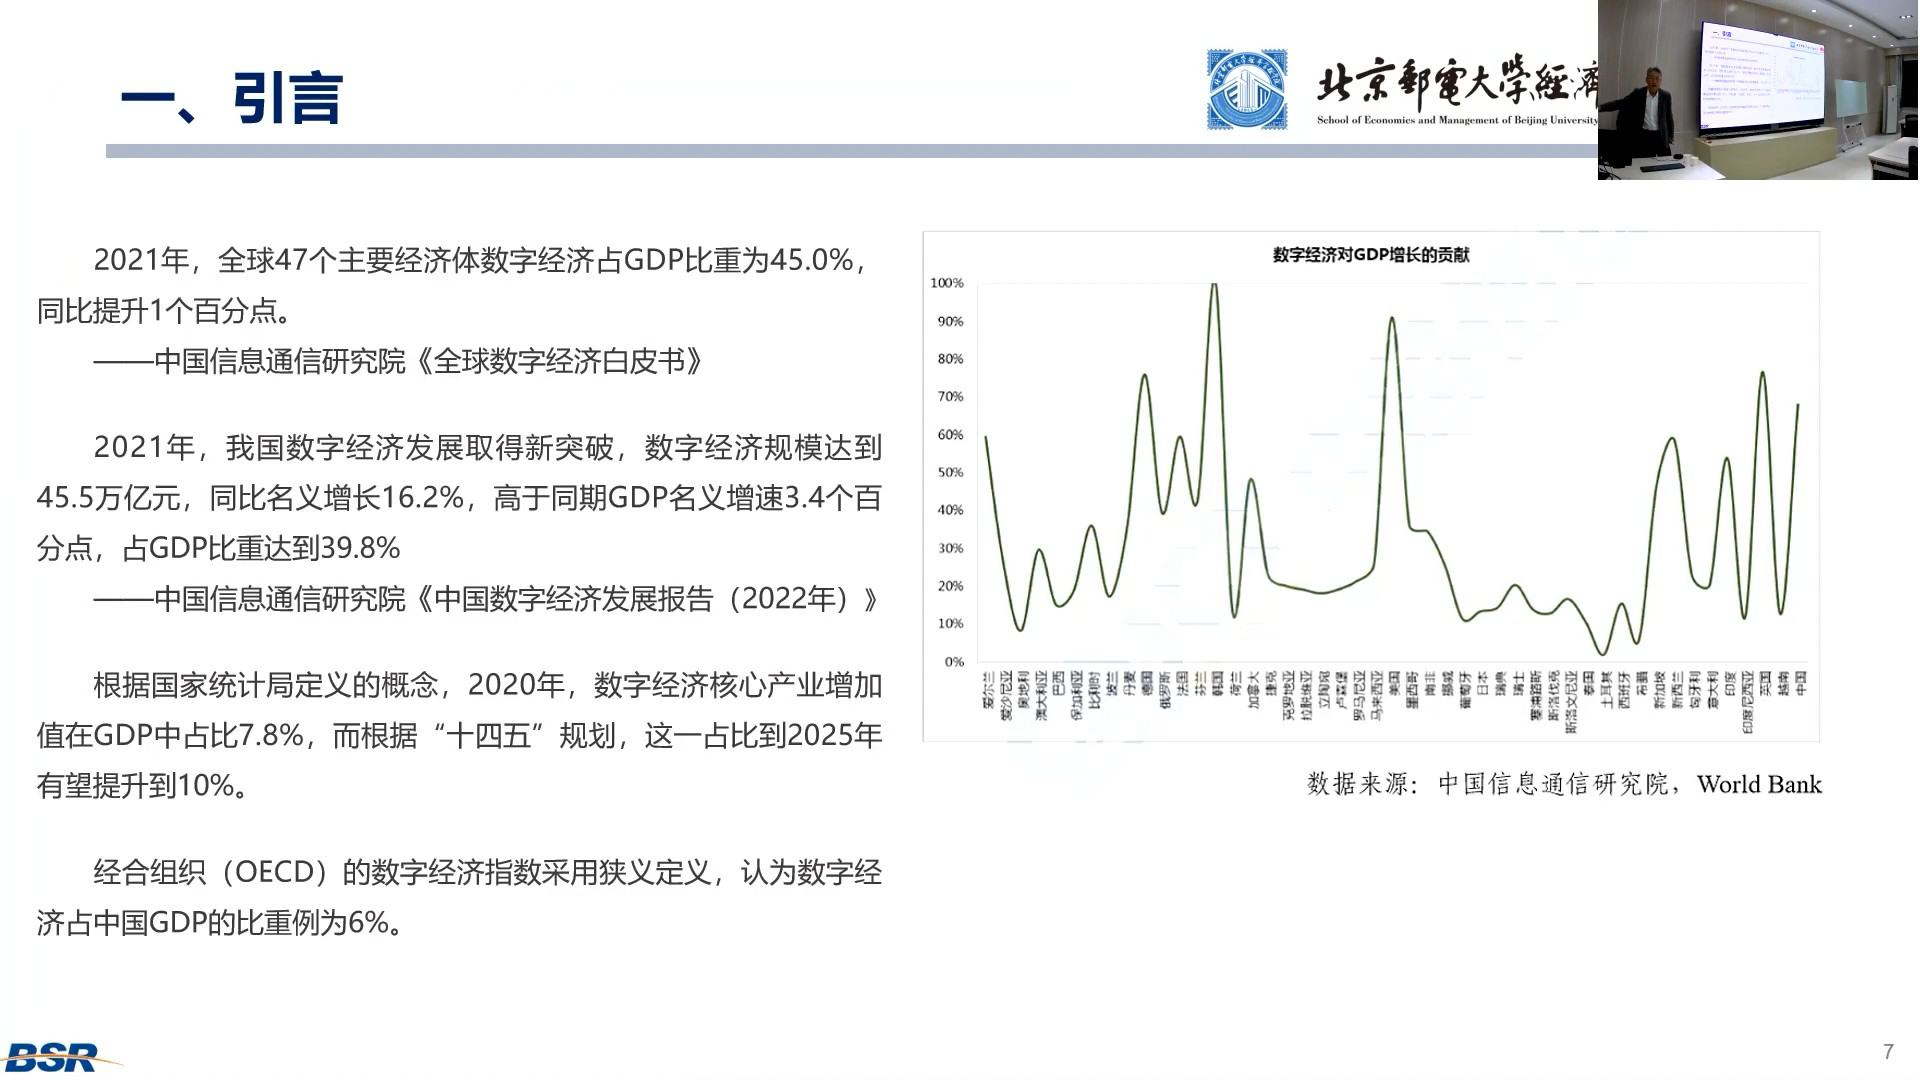 一、引言
北京郵電大學經濟
School of Economics and Management of Beijing University
2021年，全球47个主要经济体数字经济占GDP比重为45.0%，
同比提升1个百分点。
——中国信息通信研究院《全球数字经济白皮书》
2021年，我国数字经济发展取得新突破，数字经济规模达到
45.5万亿元，同比名义增长16.2%，高于同期GDP名义增速3.4个百
分点，占GDP比重达到39.8%
——中国信息通信研究院《中国数字经济发展报告（2022年）》
根据国家统计局定义的概念，2020年，数字经济核心产业增加
值在GDP中占比7.8%，而根据“十四五”规划，这一占比到2025年
有望提升到10%。
经合组织（OECD）的数字经济指数采用狭义定义，认为数字经
济占中国GDP的比重例为6%。
数字经济对GDP增长的贡献
100%
90%
80%
70%
60%
50%
40%
30%
20%
10%
0%
爱尔兰
爱沙尼亚
奥地利
澳大利亚
巴西
保加利亚
比利时
波兰
丹麦
德国
俄罗斯
法国
芬兰
韩国
荷兰
加拿大
捷克
克罗地亚
拉脱维亚
立陶宛
卢森堡
罗马尼亚
马来西亚
美国
墨西哥
南非
挪威
葡萄牙
日本
瑞典
瑞士
塞浦路斯
斯洛伐克
斯洛文尼亚
泰国
土耳其
西班牙
希腊
新加坡
新西兰
匈牙利
意大利
印度
印度尼西亚
英国
越南
中国
数据来源：中国信息通信研究院，World Bank
BSR
7